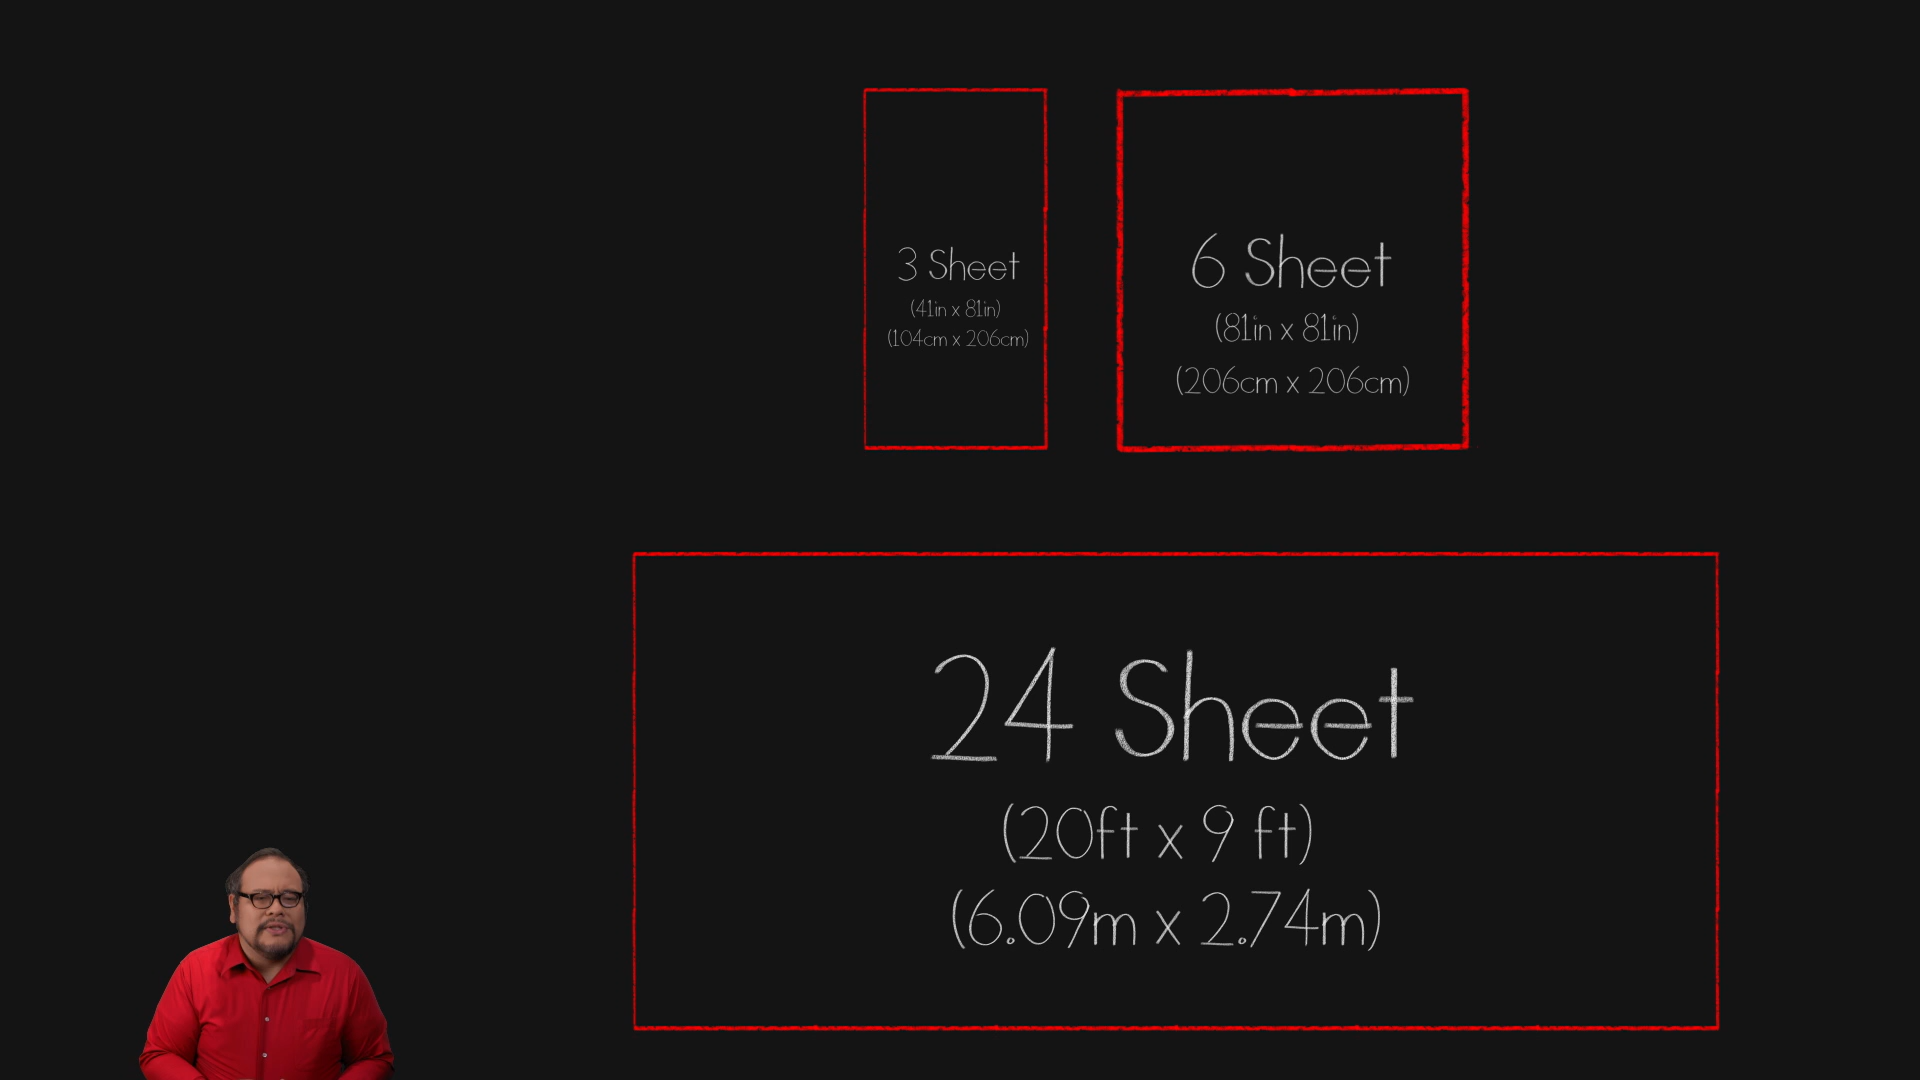 3 Sheet
(41in x 81in)
(104cm x 206cm)
6 Sheet
(81in x 81in)
(206cm x 206cm)
24 Sheet
(20ft x 9 ft)
(6.09m x 2.74m)